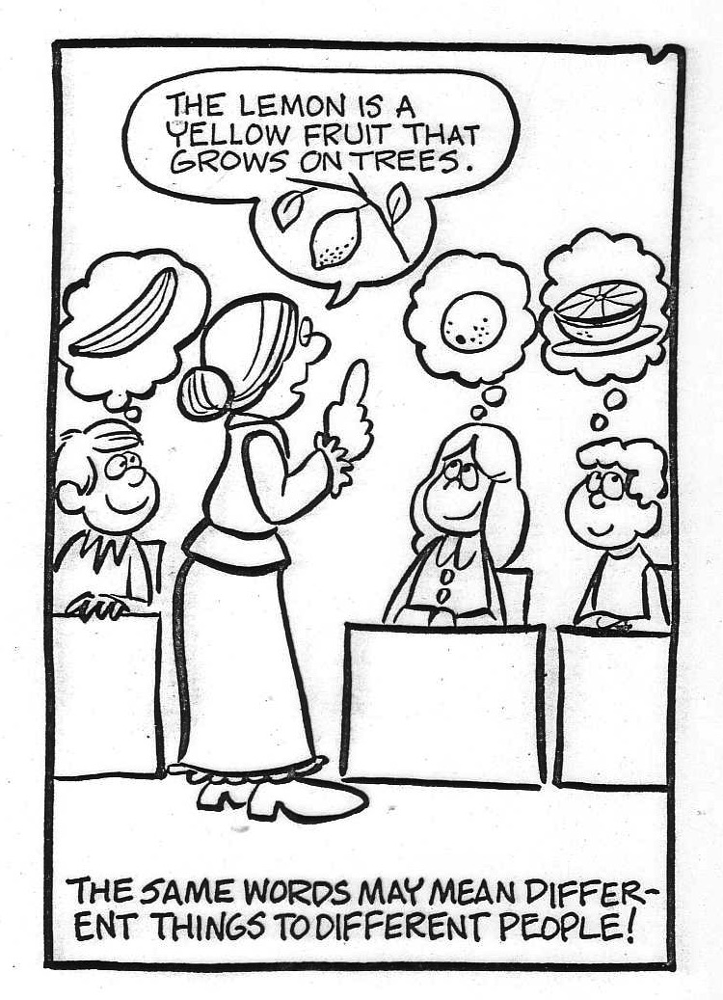 THE LEMON IS A
YELLOW FRUIT THAT
GROWS ON TREES.
THE SAME WORDS MAY MEAN DIFFER-
ENT THINGS TO DIFFERENT PEOPLE!